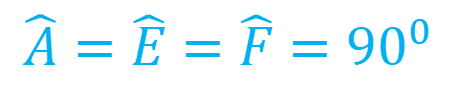 Â = Ê = F̂ = 90⁰